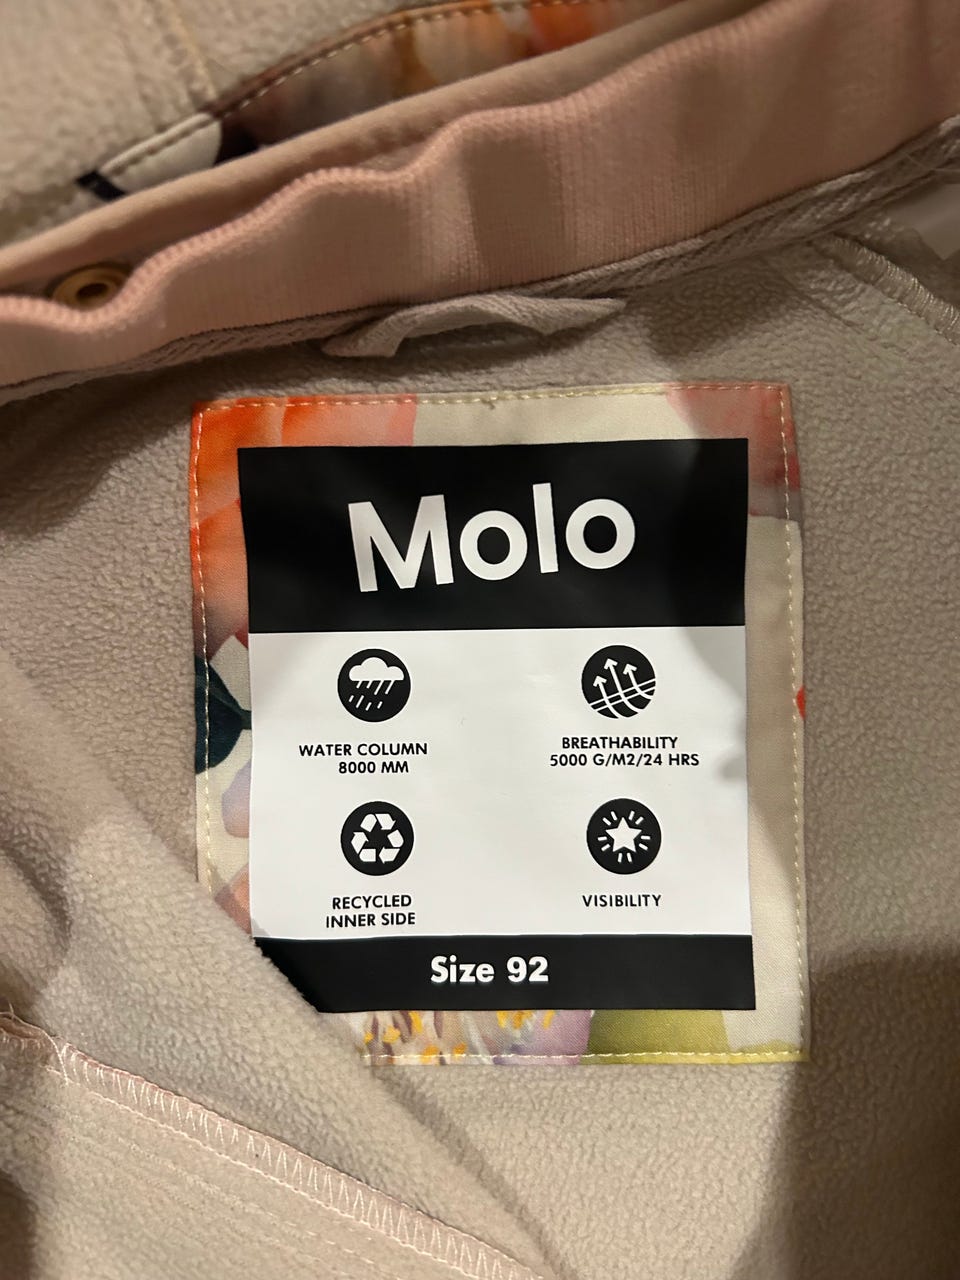 Molo
WATER COLUMN
8000 MM
BREATHABILITY
5000 G/M2/24 HRS
RECYCLED
INNER SIDE
VISIBILITY
Size 92